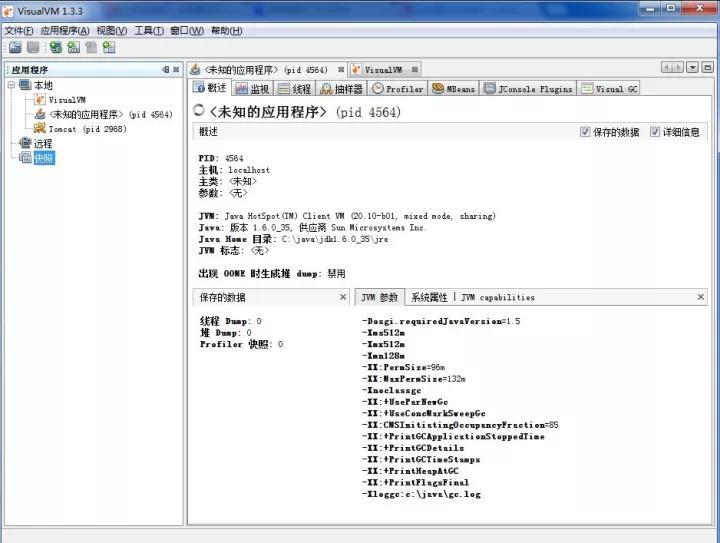 VisualVM 1.3.3
文件(F) 应用程序(A) 视图(V) 工具(T) 窗口(W) 帮助(H)
应用程序
本地
VisualVM
<未知的应用程序> (pid 4564)
Tomcat (pid 2968)
远程
快照
<未知的应用程序> (pid 4564) VisualVM
概述 监视 线程 抽样器 Profiler MBeans JConsole Plugins Visual GC
<未知的应用程序> (pid 4564)
概述 保存的数据 详细信息
PID: 4564
主机: localhost
主类: <未知>
参数: <无>
JVM: Java HotSpot(TM) Client VM (20.10-b01, mixed mode, sharing)
Java: 版本 1.6.0_35, 供应商 Sun Microsystems Inc.
Java Home 目录: C:\java\jdk1.6.0_35\jre
JVM 标志: <无>
出现 OOME 时生成堆 dump: 禁用
保存的数据
线程 Dump: 0
堆 Dump: 0
Profiler 快照: 0
JVM 参数 系统属性 JVM capabilities
-Dosgi.requiredJavaVersion=1.5
-Xms512m
-Xmx512m
-Xmn128m
-XX:PermSize=96m
-XX:MaxPermSize=132m
-Xnoclassgc
-XX:+UseParNewGc
-XX:+UseConcMarkSweepGc
-XX:CMSInitiatingOccupancyFraction=85
-XX:+PrintGCApplicationStoppedTime
-XX:+PrintGCDetails
-XX:+PrintGCTimeStamps
-XX:+PrintHeapAtGC
-XX:+PrintFlagsFinal
-Xloggc:c:\java\gc.log